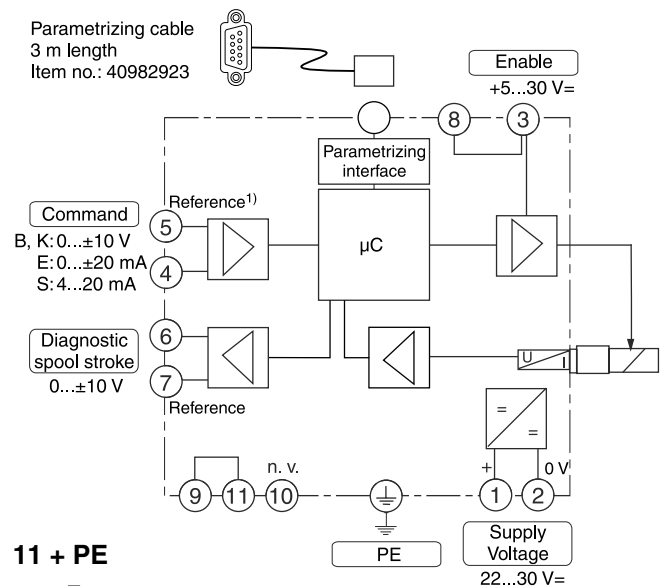 Parametrizing cable
3 m length
Item no.: 40982923
Enable
+5...30 V=
8
3
Parametrizing
interface
Reference1)
Command
5
B, K: 0...±10 V
E: 0...±20 mA
S: 4...20 mA
4
µC
6
Diagnostic
spool stroke
0...±10 V
7
Reference
U
I
=
=
+
0 V
n. v.
9
11
10
1
2
11 + PE
PE
Supply
Voltage
22...30 V=